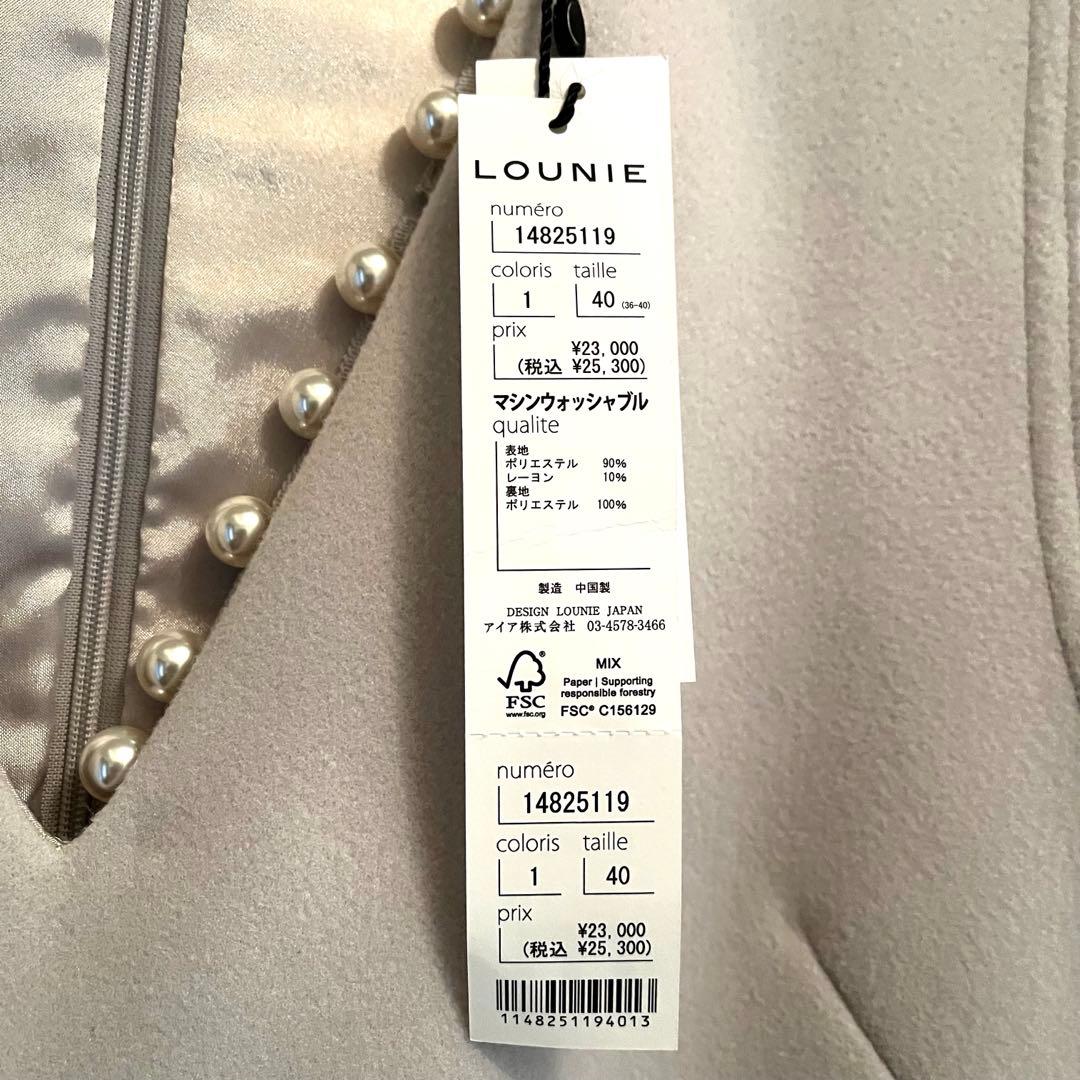 LOUNIE
numéro
14825119
coloris taille
1 40 (36-40)
prix
¥23,000
(税込 ¥25,300)
マシンウォッシャブル
qualite
表地
ポリエステル 90%
レーヨン 10%
裏地
ポリエステル 100%
製造 中国製
DESIGN LOUNIE JAPAN
アイア株式会社 03-4578-3466
MIX
Paper | Supporting
responsible forestry
FSC® C156129
FSC®
www.fsc.org
numéro
14825119
coloris taille
1 40
prix
¥23,000
(税込 ¥25,300)
1148251194013